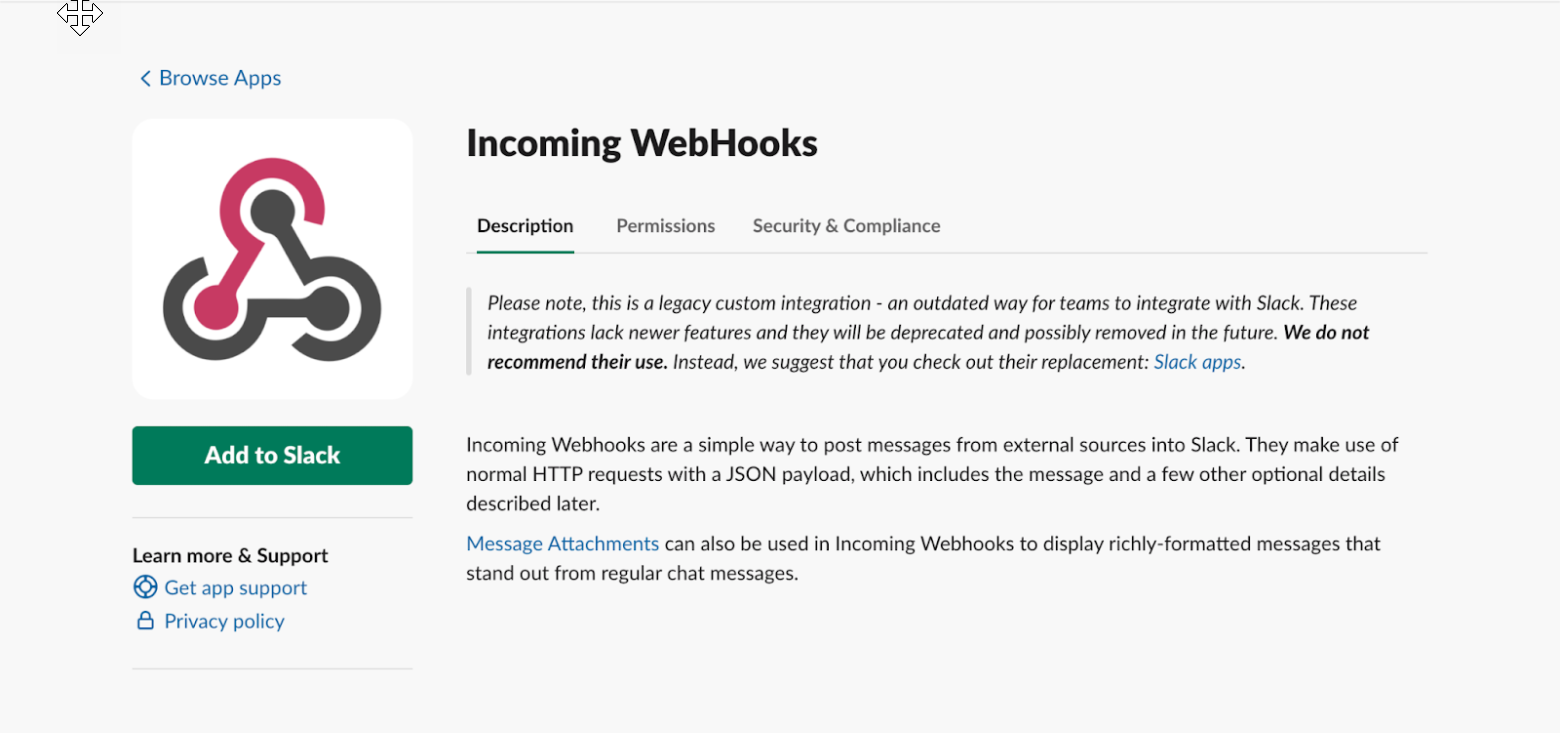 Browse Apps
Incoming WebHooks
Description Permissions Security & Compliance
Please note, this is a legacy custom integration - an outdated way for teams to integrate with Slack. These
integrations lack newer features and they will be deprecated and possibly removed in the future. We do not
recommend their use. Instead, we suggest that you check out their replacement: Slack apps.
Add to Slack
Incoming Webhooks are a simple way to post messages from external sources into Slack. They make use of
normal HTTP requests with a JSON payload, which includes the message and a few other optional details
described later.
Message Attachments can also be used in Incoming Webhooks to display richly-formatted messages that
stand out from regular chat messages.
Learn more & Support
Get app support
Privacy policy